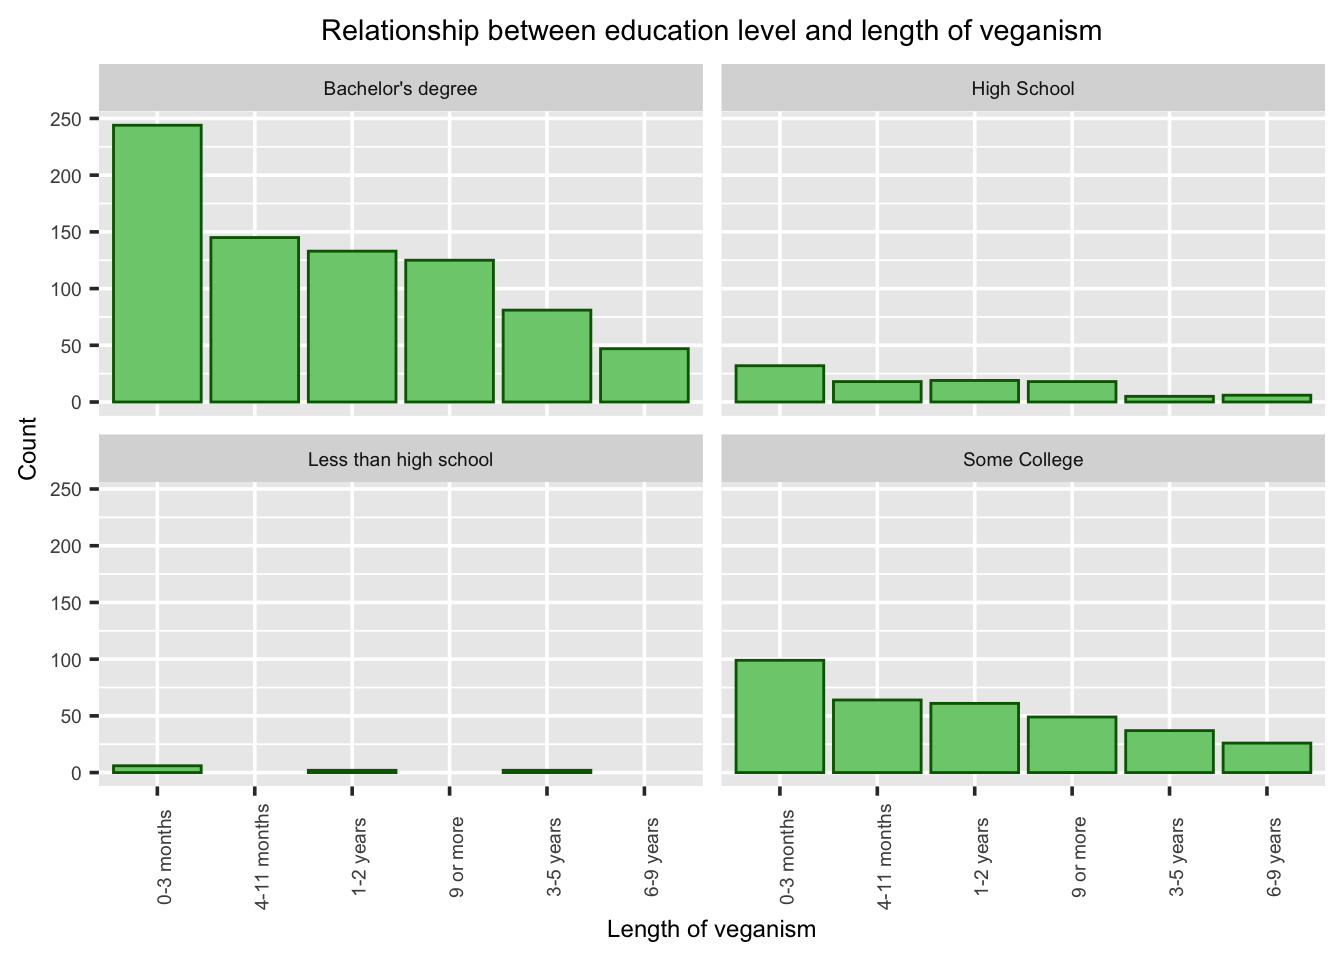 Relationship between education level and length of veganism
Bachelor's degree
High School
250
200
150
100
50
0
Count
Less than high school
Some College
250
200
150
100
50
0
0-3 months
4-11 months
1-2 years
9 or more
3-5 years
6-9 years
0-3 months
4-11 months
1-2 years
9 or more
3-5 years
6-9 years
Length of veganism